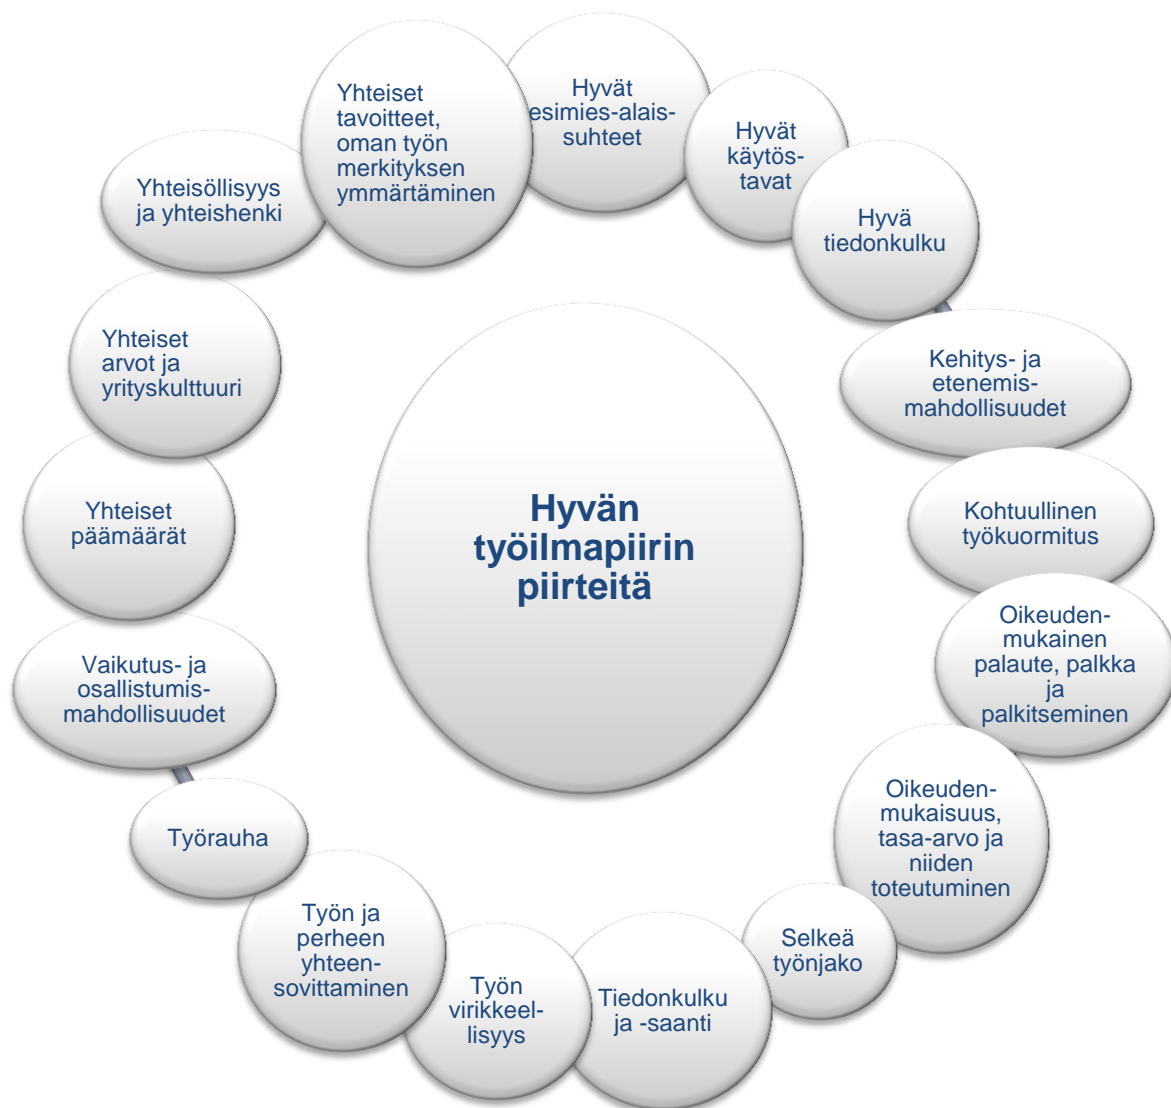 Hyvät
esimies-alais-
suhteet
Hyvät
käytös-
tavat
Hyvä
tiedonkulku
Kehitys- ja
etenemis-
mahdollisuudet
Kohtuullinen
työkuormitus
Oikeuden-
mukainen
palaute, palkka
ja
palkitseminen
Oikeuden-
mukaisuus,
tasa-arvo ja
niiden
toteutuminen
Selkeä
työnjako
Tiedonkulku
ja -saanti
Työn
virikkeel-
lisyys
Työn ja
perheen
yhteen-
sovittaminen
Työrauha
Vaikutus- ja
osallistumis-
mahdollisuudet
Yhteiset
päämäärät
Yhteiset
arvot ja
yrityskulttuuri
Yhteisöllisyys
ja yhteishenki
Yhteiset
tavoitteet,
oman työn
merkityksen
ymmärtäminen
Hyvän
työilmapiirin
piirteitä